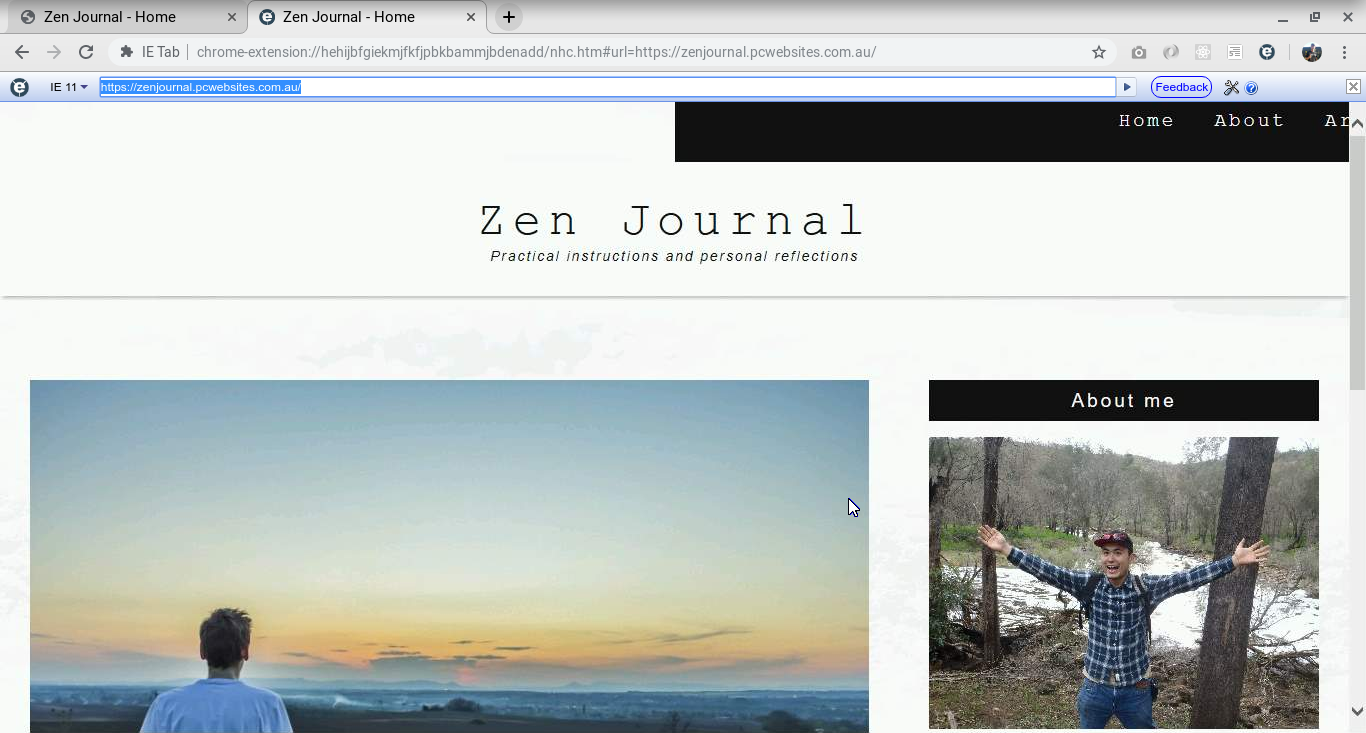 Zen Journal - Home
Zen Journal - Home
IE Tab
chrome-extension://hehijbfgiekmjfkfjpbkbammjbdenadd/nhc.htm#url=https://zenjournal.pcwebsites.com.au/
IE 11
https://zenjournal.pcwebsites.com.au/
Feedback
Home About Ar
Zen Journal
Practical instructions and personal reflections
About me